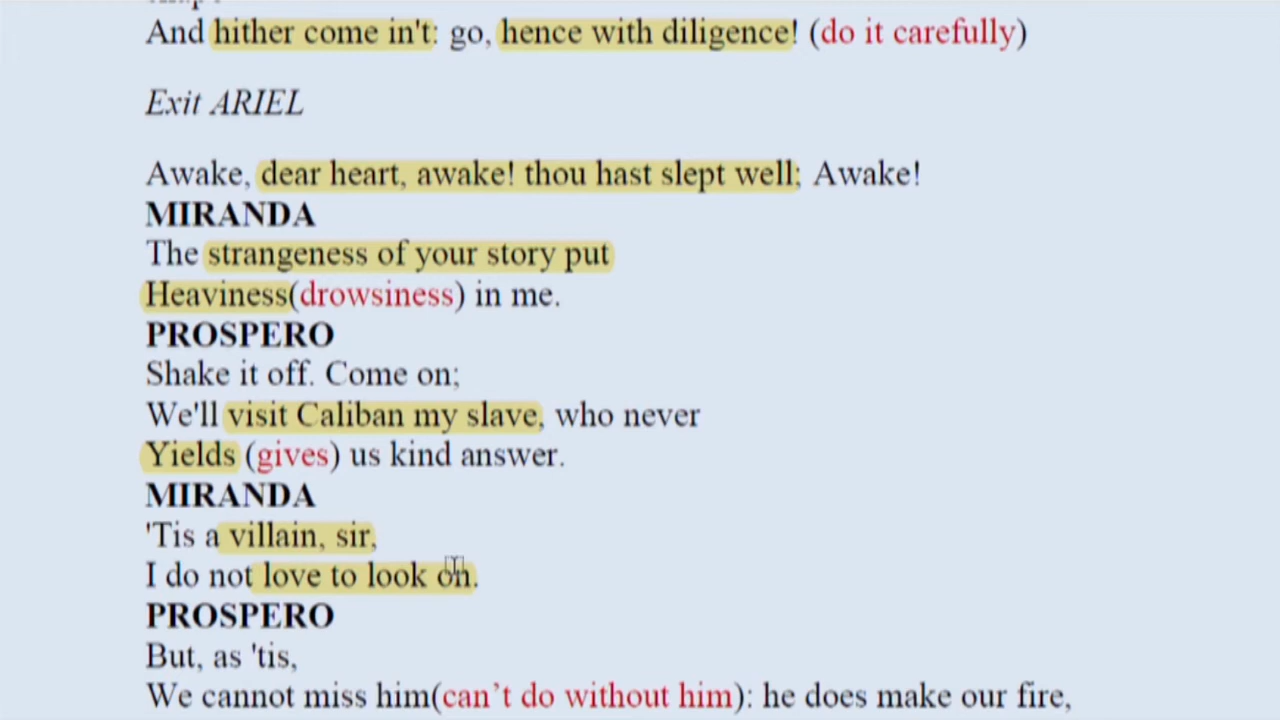 And hither come in't: go, hence with diligence! (do it carefully)
Exit ARIEL
Awake, dear heart, awake! thou hast slept well; Awake!
MIRANDA
The strangeness of your story put
Heaviness(drowsiness) in me.
PROSPERO
Shake it off. Come on;
We'll visit Caliban my slave, who never
Yields (gives) us kind answer.
MIRANDA
'Tis a villain, sir,
I do not love to look on.
PROSPERO
But, as 'tis,
We cannot miss him(can’t do without him): he does make our fire,